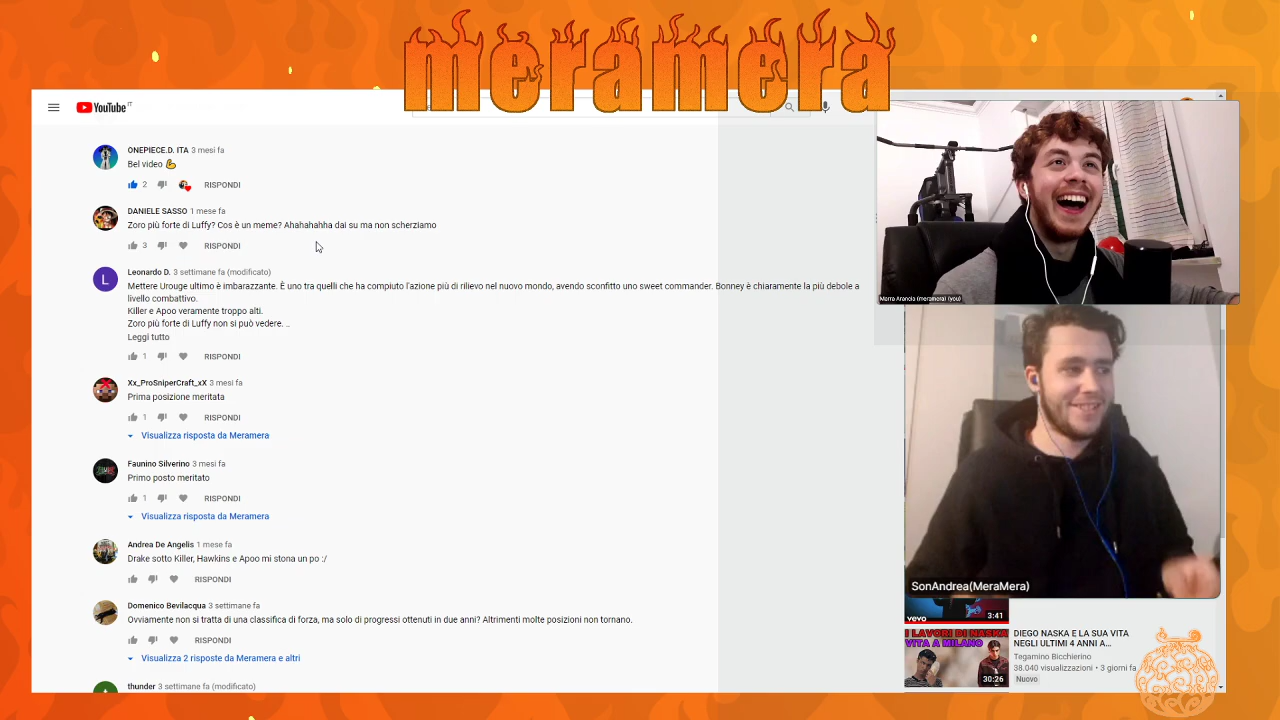 meramera
YouTube IT
ONEPIECE.D. ITA 3 mesi fa
Bel video 💪
2 RISPONDI
DANIELE SASSO 1 mese fa
Zoro più forte di Luffy? Cos è un meme? Ahahahahha dai su ma non scherziamo
3 RISPONDI
L
Leonardo D. 3 settimane fa (modificato)
Mettere Urouge ultimo è imbarazzante. È uno tra quelli che ha compiuto l'azione più di rilievo nel nuovo mondo, avendo sconfitto uno sweet commander. Bonney è chiaramente la più debole a
livello combattivo.
Killer e Apoo veramente troppo alti.
Zoro più forte di Luffy non si può vedere. ..
Leggi tutto
1 RISPONDI
Xx_ProSniperCraft_xX 3 mesi fa
Prima posizione meritata
1 RISPONDI
Visualizza risposta da Meramera
Faunino Silverino 3 mesi fa
Primo posto meritato
1 RISPONDI
Visualizza risposta da Meramera
Andrea De Angelis 1 mese fa
Drake sotto Killer, Hawkins e Apoo mi stona un po :/
RISPONDI
Domenico Bevilacqua 3 settimane fa
Ovviamente non si tratta di una classifica di forza, ma solo di progressi ottenuti in due anni? Altrimenti molte posizioni non tornano.
RISPONDI
Visualizza 2 risposte da Meramera e altri
thunder 3 settimane fa (modificato)
Marra Arancia (meramera) (you)
SonAndrea(MeraMera)
vevo
3:41
I LAVORI DI NASKA
VITA A MILANO
30:26
DIEGO NASKA E LA SUA VITA
NEGLI ULTIMI 4 ANNI A...
Tegamino Bicchierino
38.040 visualizzazioni • 3 giorni fa
Nuovo